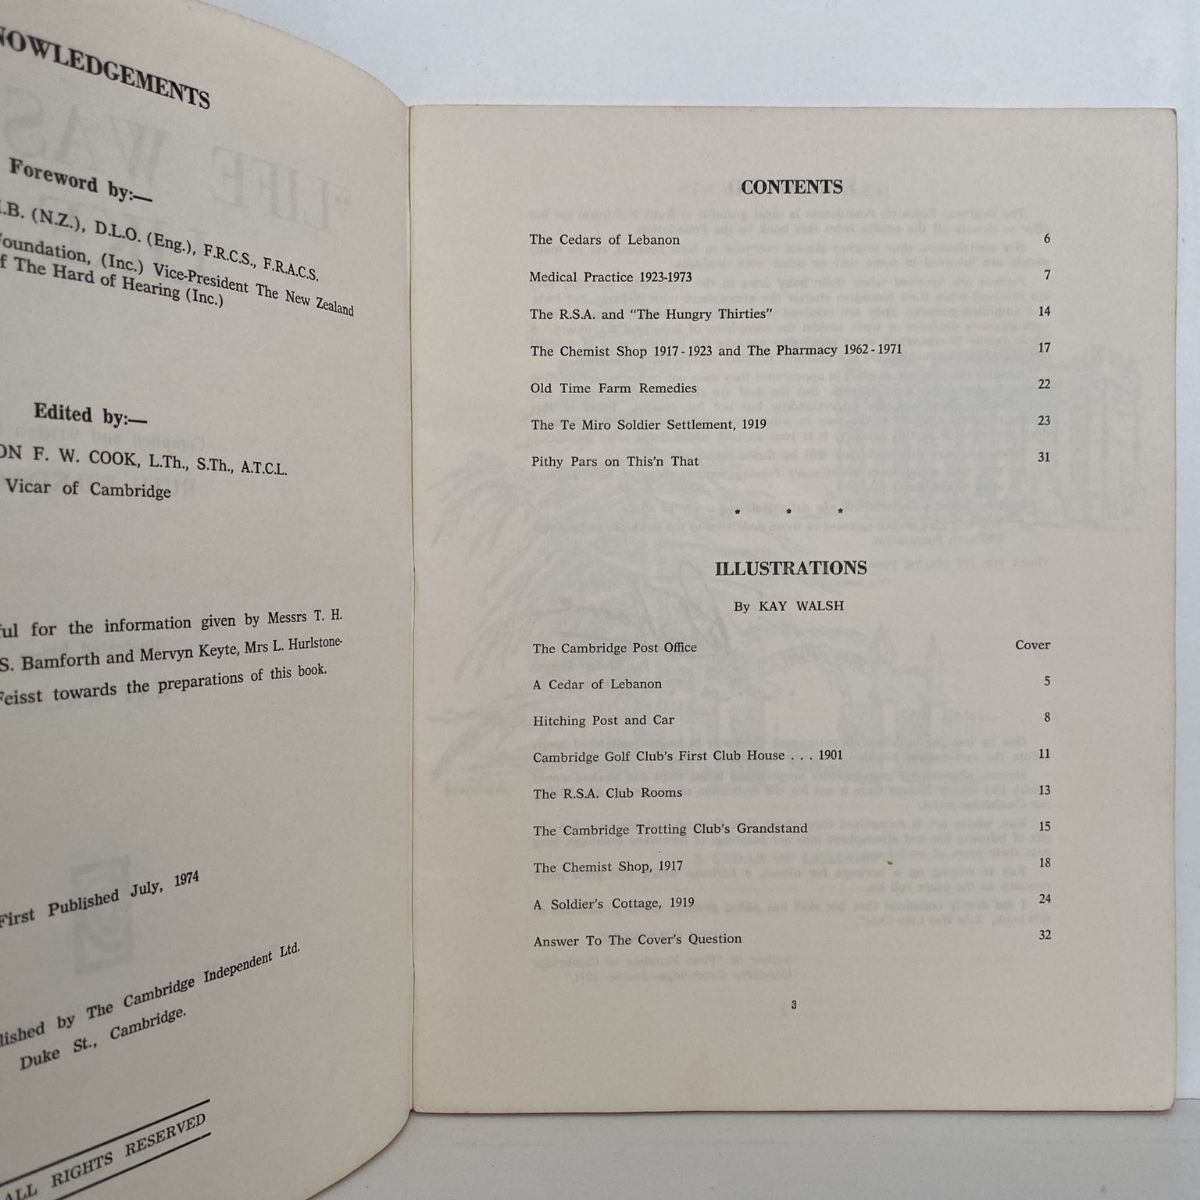 NOWLEDGEMENTS
Foreword by:—
.B. (N.Z.), D.L.O. (Eng.), F.R.C.S., F.R.A.C.S.
oundation, (Inc.) Vice-President The New Zealand
f The Hard of Hearing (Inc.)
Edited by:—
ON F. W. COOK, L.Th., S.Th., A.T.C.L.
Vicar of Cambridge
ful for the information given by Messrs T. H.
S. Bamforth and Mervyn Keyte, Mrs L. Hurlstone-
Feisst towards the preparations of this book.
First Published July, 1974
lished by The Cambridge Independent Ltd.
Duke St., Cambridge.
ALL RIGHTS RESERVED
CONTENTS
The Cedars of Lebanon 6
Medical Practice 1923-1973 7
The R.S.A. and "The Hungry Thirties" 14
The Chemist Shop 1917-1923 and The Pharmacy 1962-1971 17
Old Time Farm Remedies 22
The Te Miro Soldier Settlement, 1919 23
Pithy Pars on This'n That 31
* * *
ILLUSTRATIONS
By KAY WALSH
The Cambridge Post Office Cover
A Cedar of Lebanon 5
Hitching Post and Car 8
Cambridge Golf Club's First Club House . . . 1901 11
The R.S.A. Club Rooms 13
The Cambridge Trotting Club's Grandstand 15
The Chemist Shop, 1917 18
A Soldier's Cottage, 1919 24
Answer To The Cover's Question 32
3